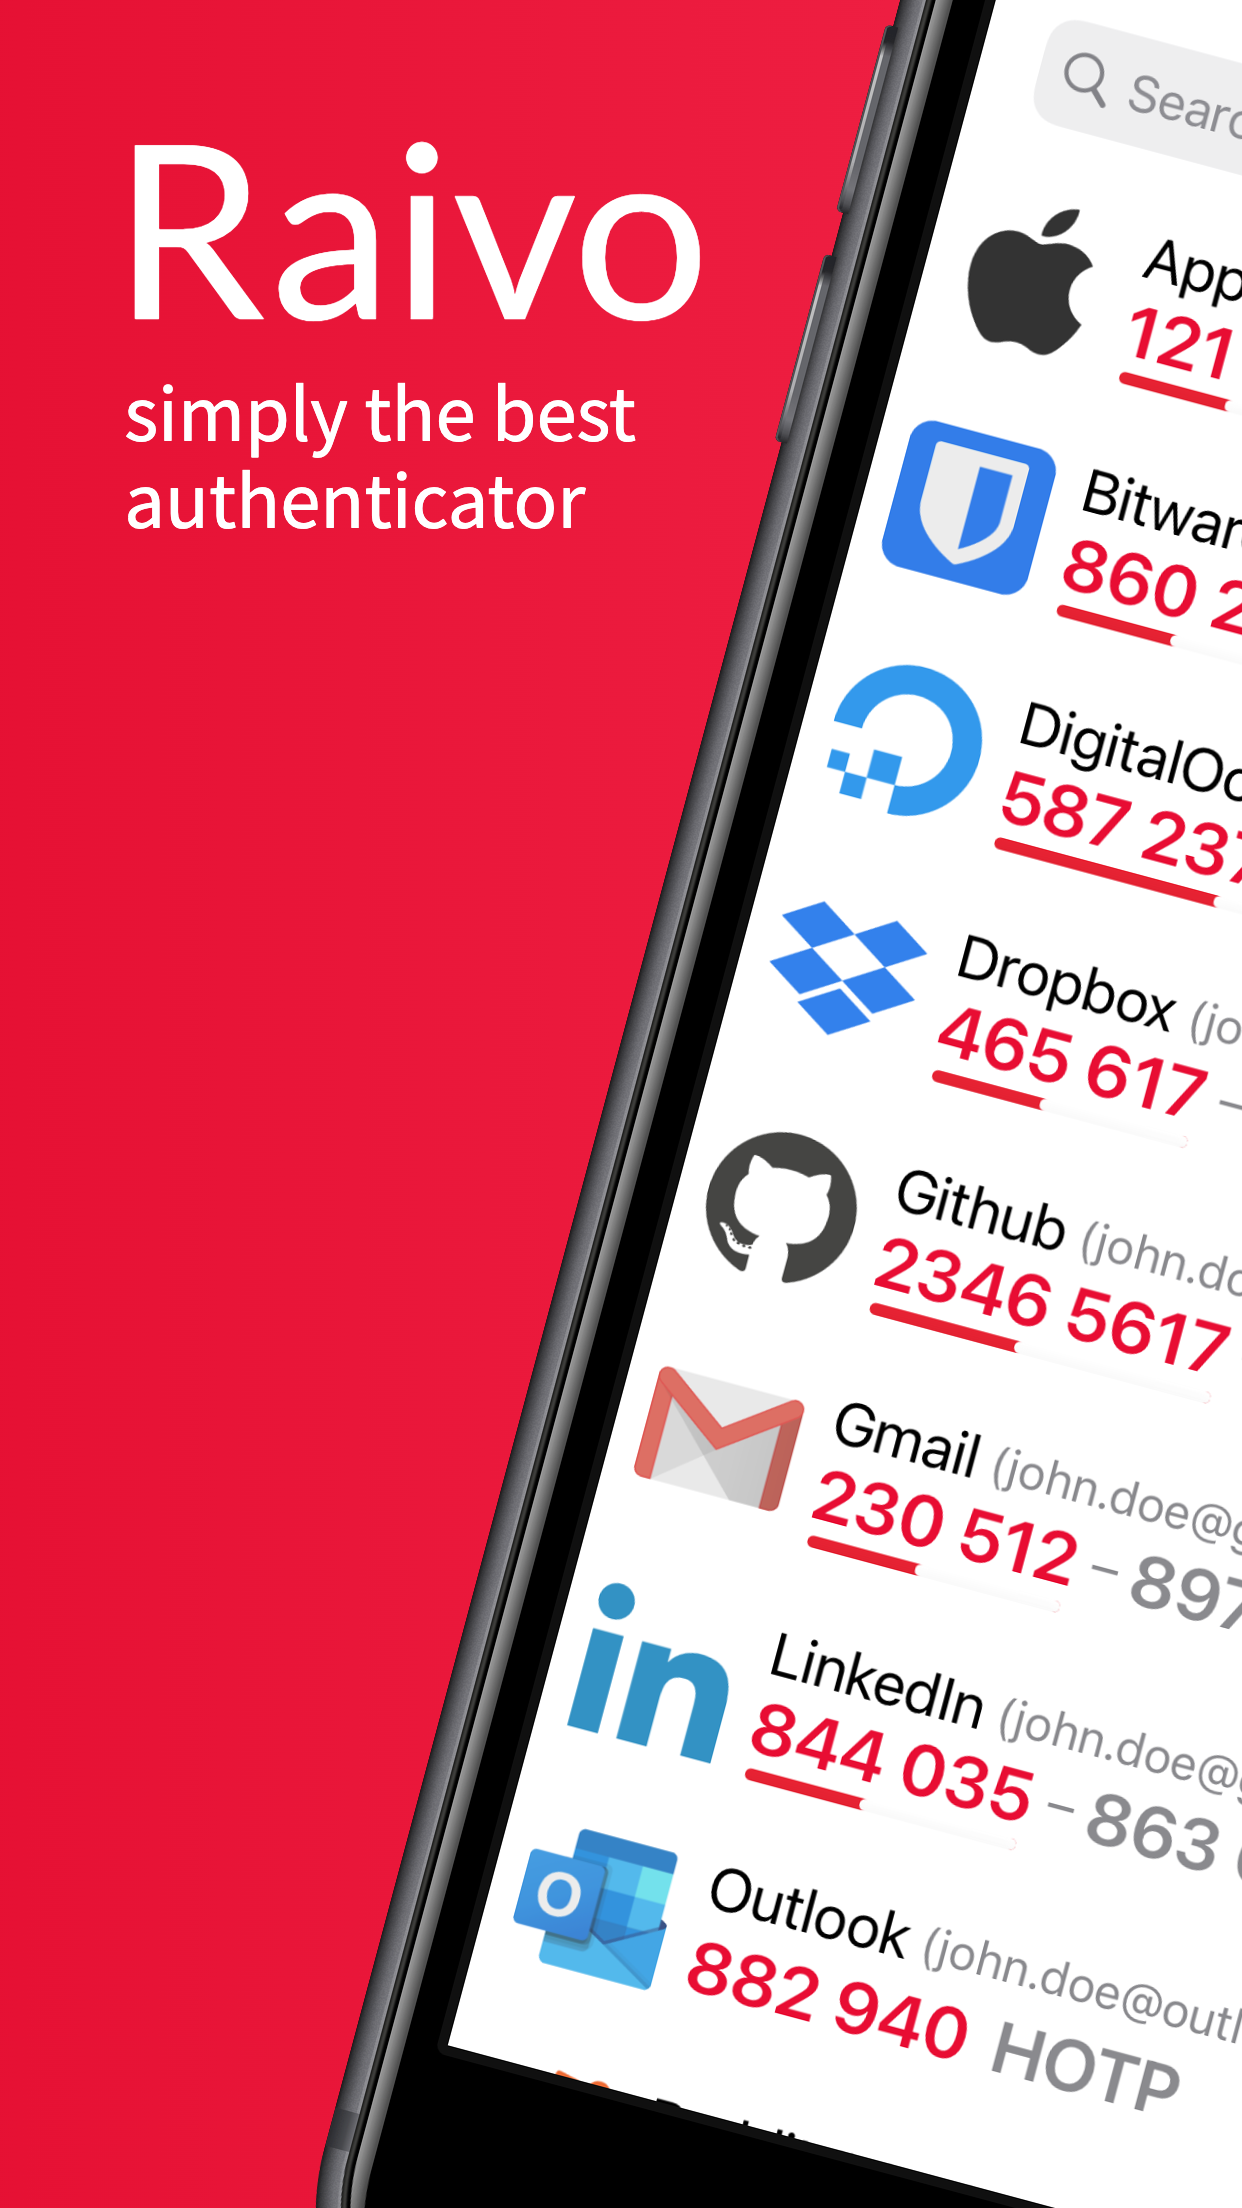 Raivo
simply the best
authenticator
Searc
App
121
Bitwar
860 2
DigitalOc
587 237
Dropbox (jo
465 617 –
Github (john.do
2346 5617
Gmail (john.doe@g
230 512 – 897
LinkedIn (john.doe@g
844 035 – 863
Outlook (john.doe@outl
882 940 HOTP